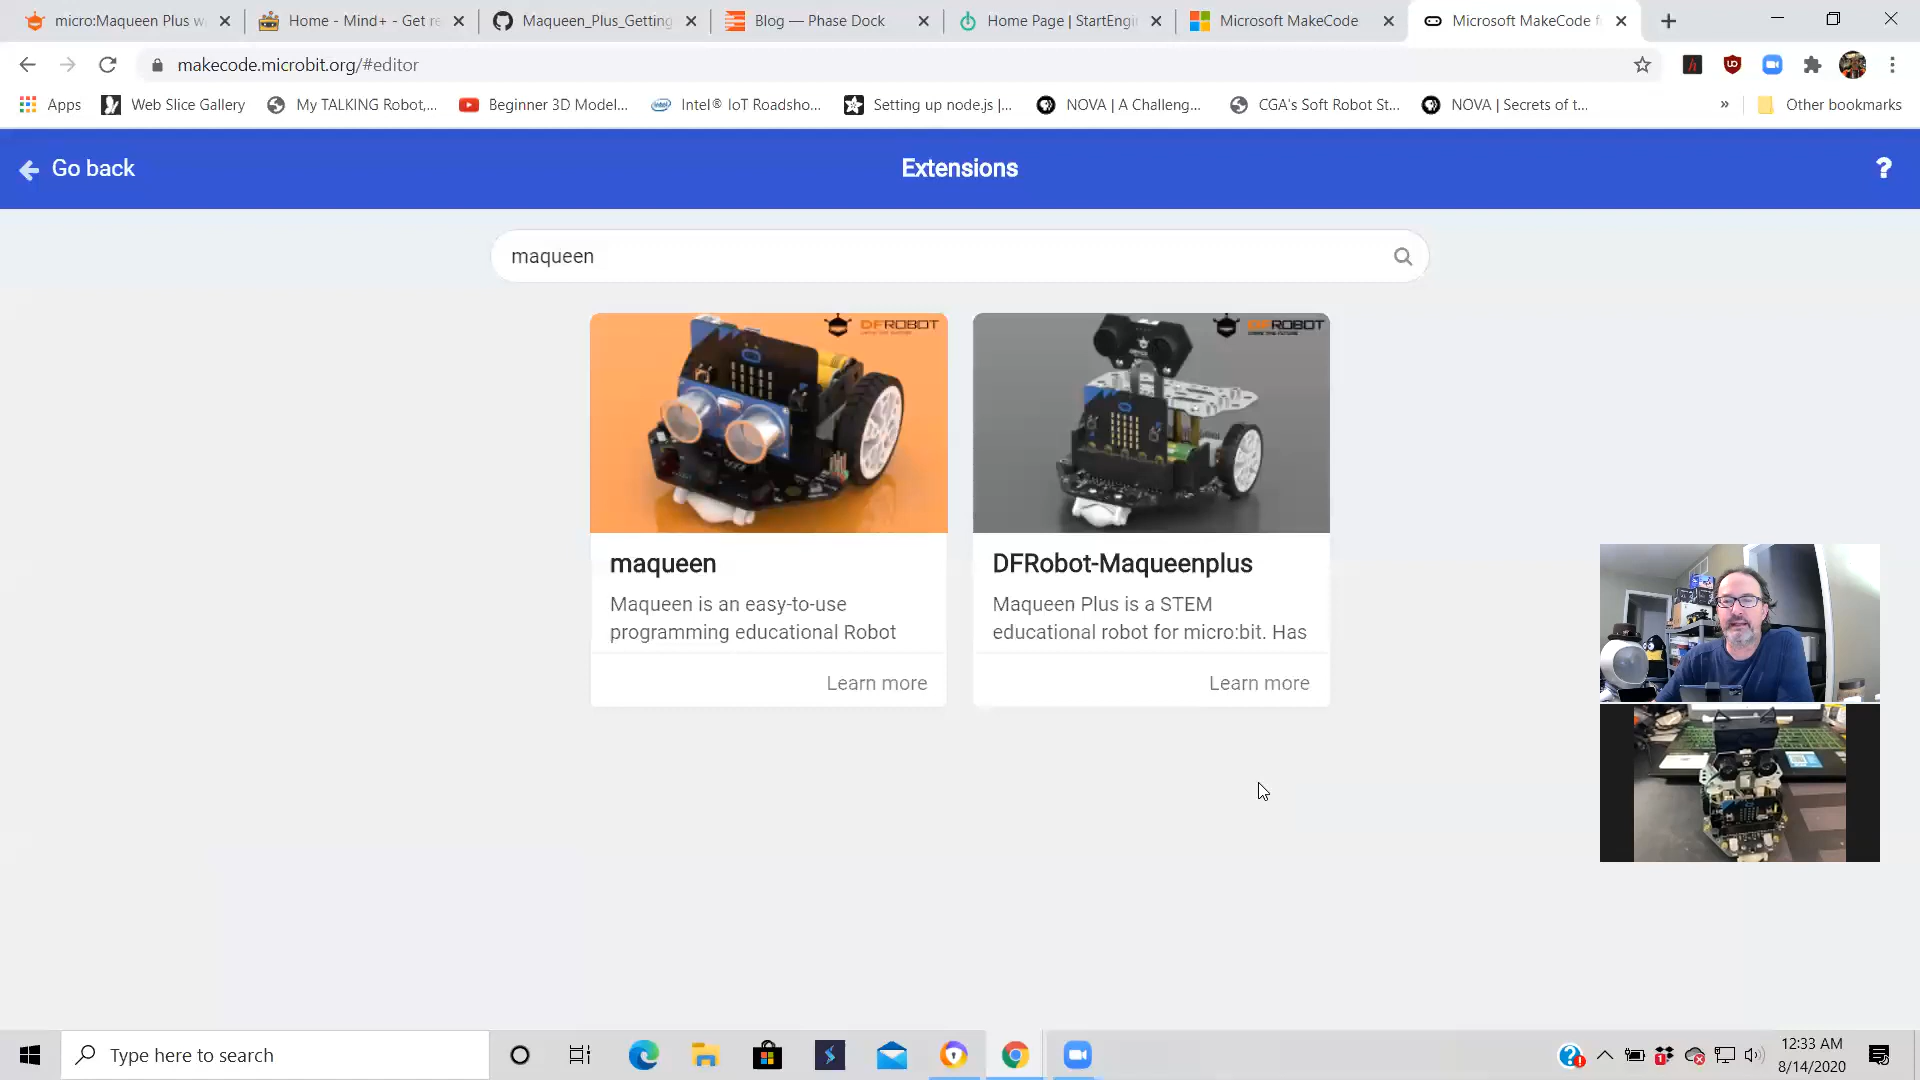 micro:Maqueen Plus w
Home - Mind+ - Get re
Maqueen_Plus_Getting
Blog — Phase Dock
Home Page | StartEngi
Microsoft MakeCode
Microsoft MakeCode f
makecode.microbit.org/#editor
Apps
Web Slice Gallery
My TALKING Robot,...
Beginner 3D Model...
Intel® IoT Roadsho...
Setting up node.js |...
NOVA | A Challeng...
CGA's Soft Robot St...
NOVA | Secrets of t...
»
Other bookmarks
Go back
Extensions
?
maqueen
DFROBOT
DFROBOT
maqueen
Maqueen is an easy-to-use
programming educational Robot
Learn more
DFRobot-Maqueenplus
Maqueen Plus is a STEM
educational robot for micro:bit. Has
Learn more
Type here to search
12:33 AM
8/14/2020